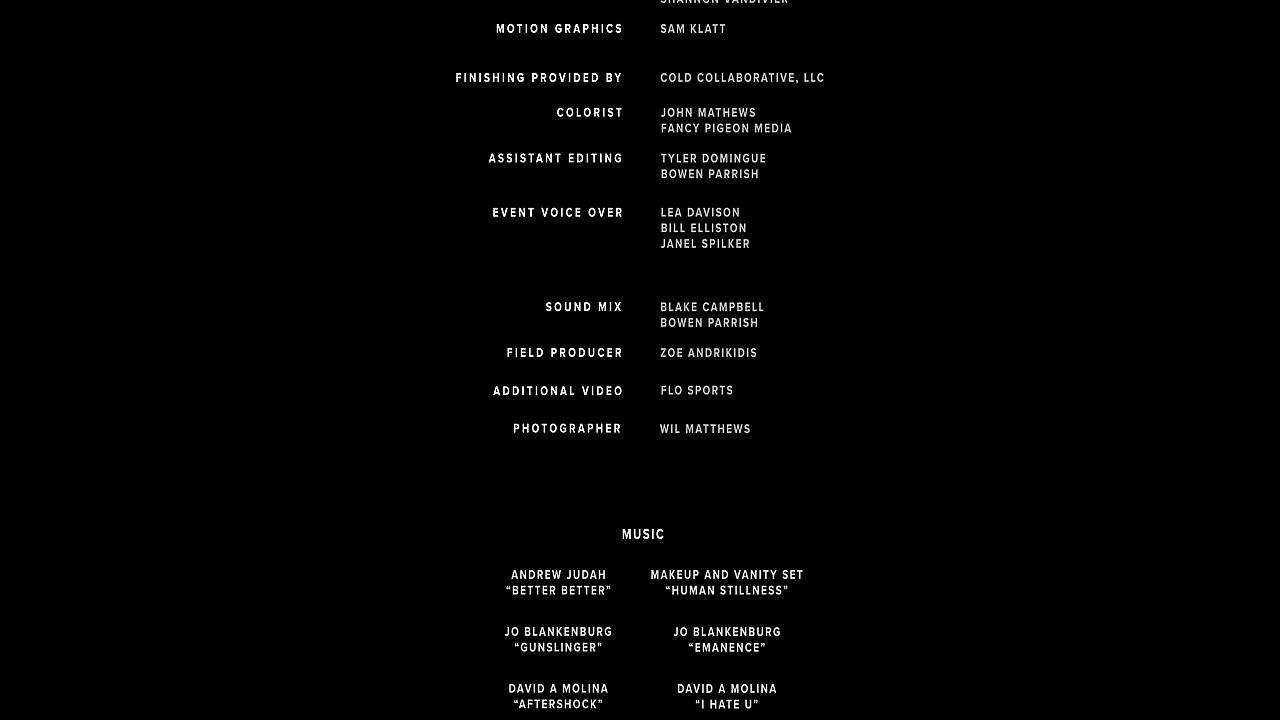 SHANNON VANDIVIER
MOTION GRAPHICS SAM KLATT
FINISHING PROVIDED BY COLD COLLABORATIVE, LLC
COLORIST JOHN MATHEWS
FANCY PIGEON MEDIA
ASSISTANT EDITING TYLER DOMINGUE
BOWEN PARRISH
EVENT VOICE OVER LEA DAVISON
BILL ELLISTON
JANEL SPILKER
SOUND MIX BLAKE CAMPBELL
BOWEN PARRISH
FIELD PRODUCER ZOE ANDRIKIDIS
ADDITIONAL VIDEO FLO SPORTS
PHOTOGRAPHER WIL MATTHEWS
MUSIC
ANDREW JUDAH MAKEUP AND VANITY SET
“BETTER BETTER” “HUMAN STILLNESS”
JO BLANKENBURG JO BLANKENBURG
“GUNSLINGER” “EMANENCE”
DAVID A MOLINA DAVID A MOLINA
“AFTERSHOCK” “I HATE U”